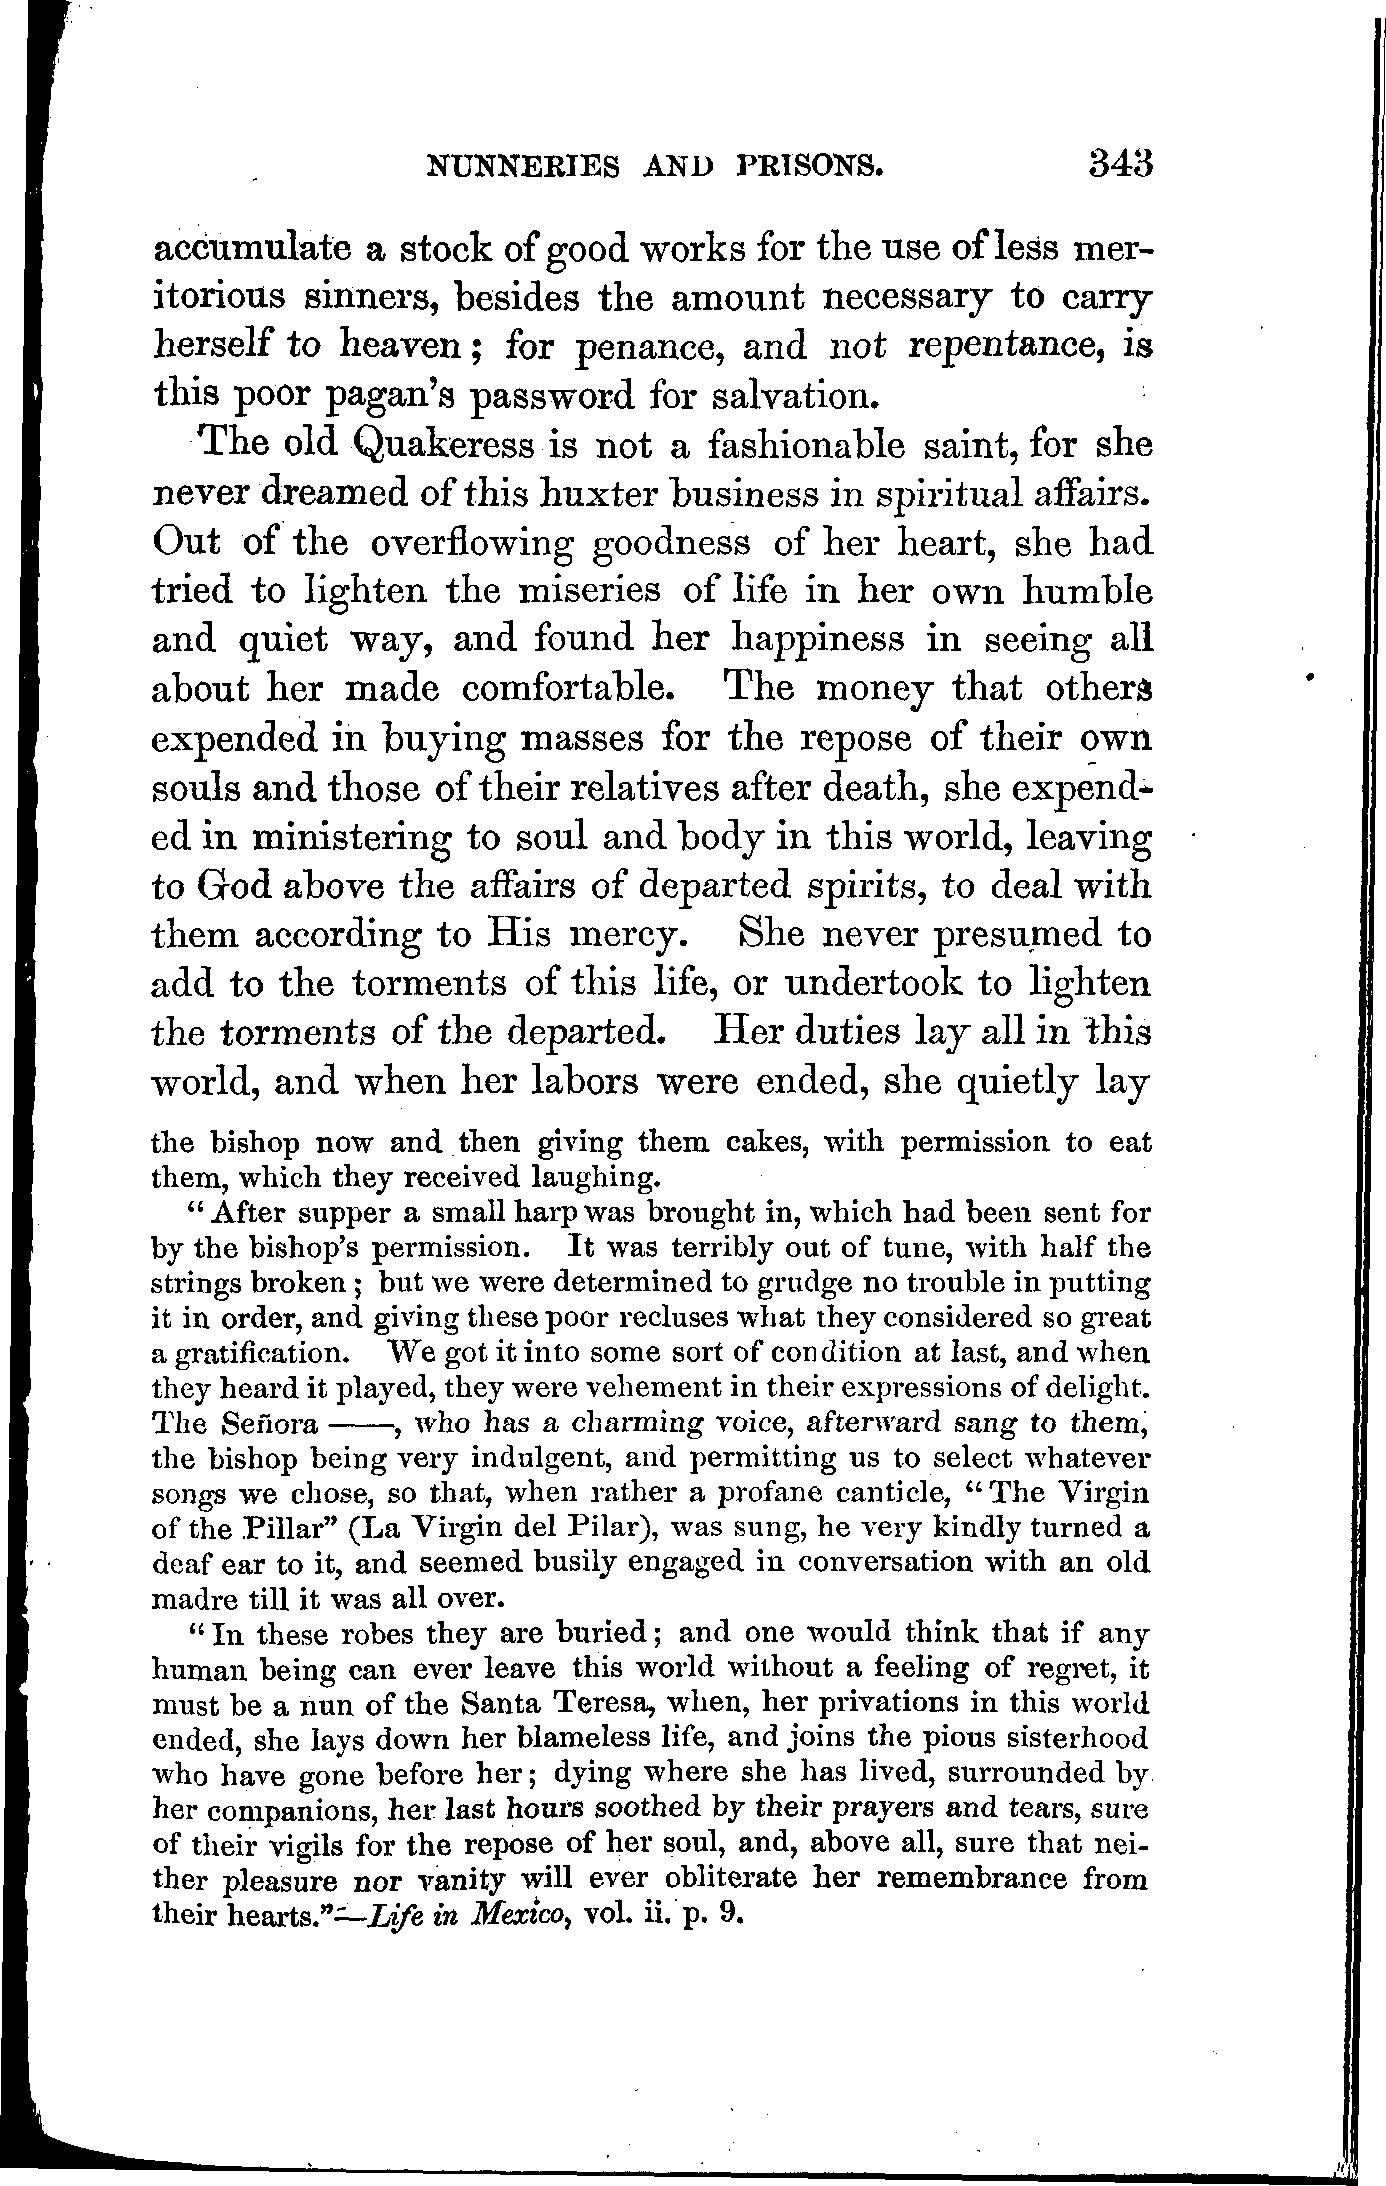 NUNNERIES AND PRISONS. 343
accumulate a stock of good works for the use of less mer-
itorious sinners, besides the amount necessary to carry
herself to heaven; for penance, and not repentance, is
this poor pagan's password for salvation.
The old Quakeress is not a fashionable saint, for she
never dreamed of this huxter business in spiritual affairs.
Out of the overflowing goodness of her heart, she had
tried to lighten the miseries of life in her own humble
and quiet way, and found her happiness in seeing all
about her made comfortable. The money that others
expended in buying masses for the repose of their own
souls and those of their relatives after death, she expend-
ed in ministering to soul and body in this world, leaving
to God above the affairs of departed spirits, to deal with
them according to His mercy. She never presumed to
add to the torments of this life, or undertook to lighten
the torments of the departed. Her duties lay all in this
world, and when her labors were ended, she quietly lay
the bishop now and then giving them cakes, with permission to eat
them, which they received laughing.
"After supper a small harp was brought in, which had been sent for
by the bishop's permission. It was terribly out of tune, with half the
strings broken; but we were determined to grudge no trouble in putting
it in order, and giving these poor recluses what they considered so great
a gratification. We got it into some sort of condition at last, and when
they heard it played, they were vehement in their expressions of delight.
The Señora ——, who has a charming voice, afterward sang to them,
the bishop being very indulgent, and permitting us to select whatever
songs we chose, so that, when rather a profane canticle, "The Virgin
of the Pillar" (La Virgin del Pilar), was sung, he very kindly turned a
deaf ear to it, and seemed busily engaged in conversation with an old
madre till it was all over.
"In these robes they are buried; and one would think that if any
human being can ever leave this world without a feeling of regret, it
must be a nun of the Santa Teresa, when, her privations in this world
ended, she lays down her blameless life, and joins the pious sisterhood
who have gone before her; dying where she has lived, surrounded by
her companions, her last hours soothed by their prayers and tears, sure
of their vigils for the repose of her soul, and, above all, sure that nei-
ther pleasure nor vanity will ever obliterate her remembrance from
their hearts."—Life in Mexico, vol. ii. p. 9.